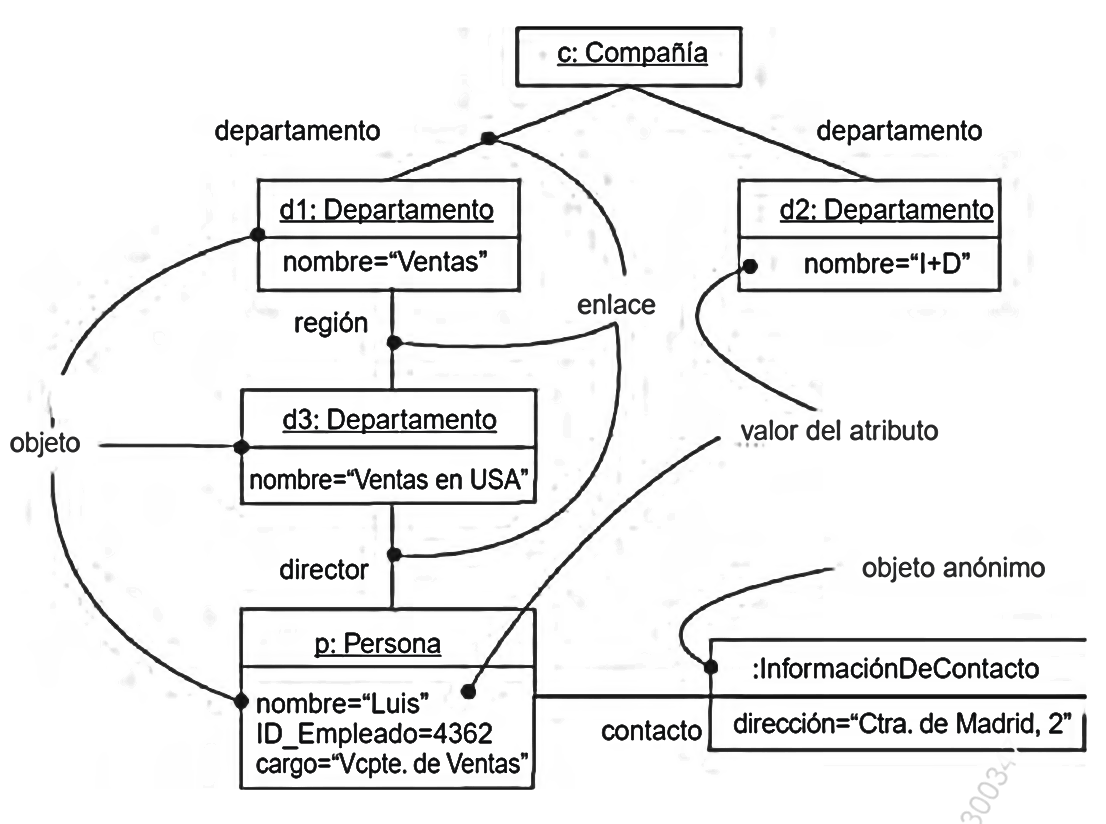 c: Compañía
departamento
departamento
d1: Departamento
nombre="Ventas"
d2: Departamento
nombre="I+D"
enlace
región
d3: Departamento
nombre="Ventas en USA"
objeto
valor del atributo
director
objeto anónimo
p: Persona
nombre="Luis"
ID_Empleado=4362
cargo="Vcpte. de Ventas"
contacto
:InformaciónDeContacto
dirección="Ctra. de Madrid, 2"